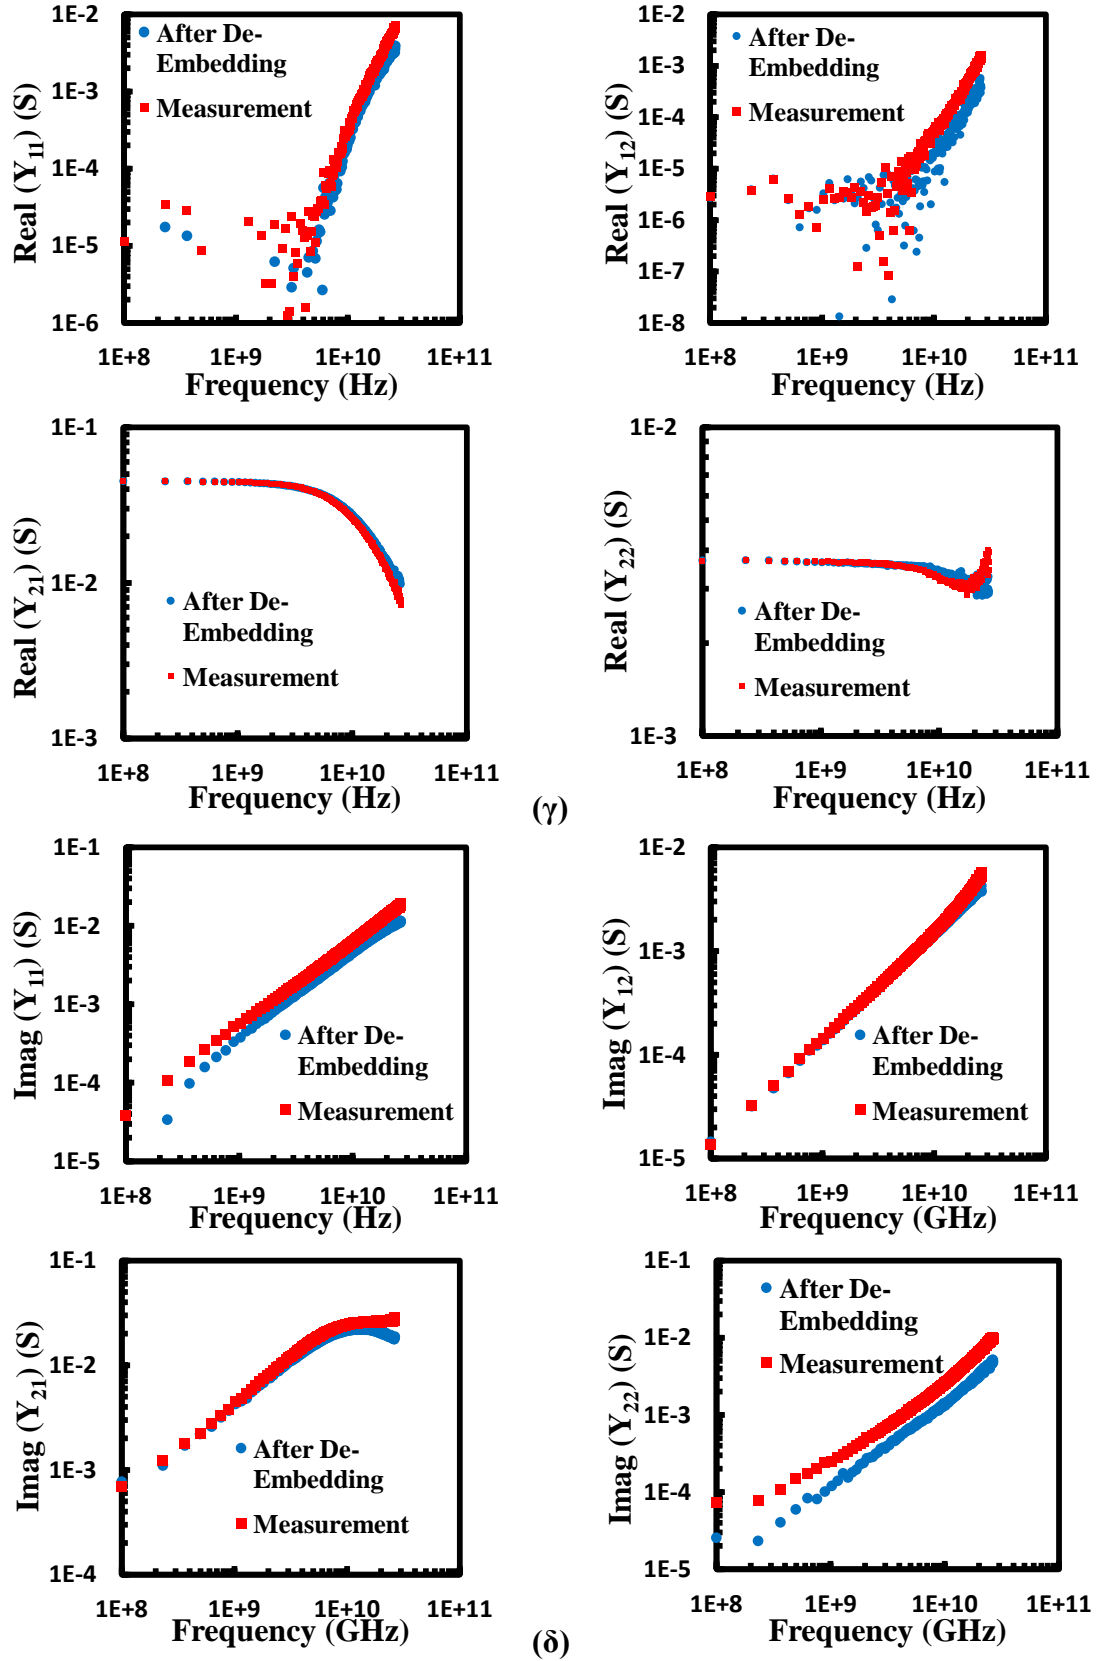 1E-2
1E-3
1E-4
1E-5
1E-6
Real (Y11) (S)
After De-
Embedding
Measurement
1E+8 1E+9 1E+10 1E+11
Frequency (Hz)
1E-2
1E-3
1E-4
1E-5
1E-6
1E-7
1E-8
Real (Y12) (S)
After De-
Embedding
Measurement
1E+8 1E+9 1E+10 1E+11
Frequency (Hz)
1E-1
1E-2
1E-3
Real (Y21) (S)
After De-
Embedding
Measurement
1E+8 1E+9 1E+10 1E+11
Frequency (Hz)
1E-2
1E-3
Real (Y22) (S)
After De-
Embedding
Measurement
1E+8 1E+9 1E+10 1E+11
Frequency (Hz)
(γ)
1E-1
1E-2
1E-3
1E-4
1E-5
Imag (Y11) (S)
After De-
Embedding
Measurement
1E+8 1E+9 1E+10 1E+11
Frequency (Hz)
1E-2
1E-3
1E-4
1E-5
Imag (Y12) (S)
After De-
Embedding
Measurement
1E+8 1E+9 1E+10 1E+11
Frequency (GHz)
1E-1
1E-2
1E-3
1E-4
Imag (Y21) (S)
After De-
Embedding
Measurement
1E+8 1E+9 1E+10 1E+11
Frequency (GHz)
1E-1
1E-2
1E-3
1E-4
1E-5
Imag (Y22) (S)
After De-
Embedding
Measurement
1E+8 1E+9 1E+10 1E+11
Frequency (GHz)
(δ)